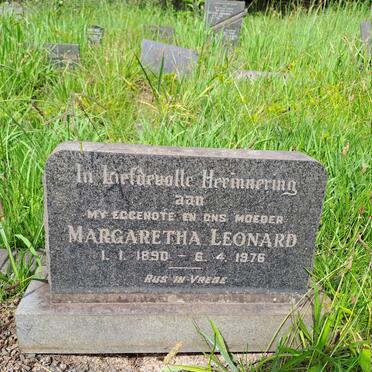 In Liefdevolle Herinnering
aan
MY EGGENOTE EN ONS MOEDER
MARGARETHA LEONARD
1. 1. 1890 - 6. 4. 1976
RUS IN VREDE